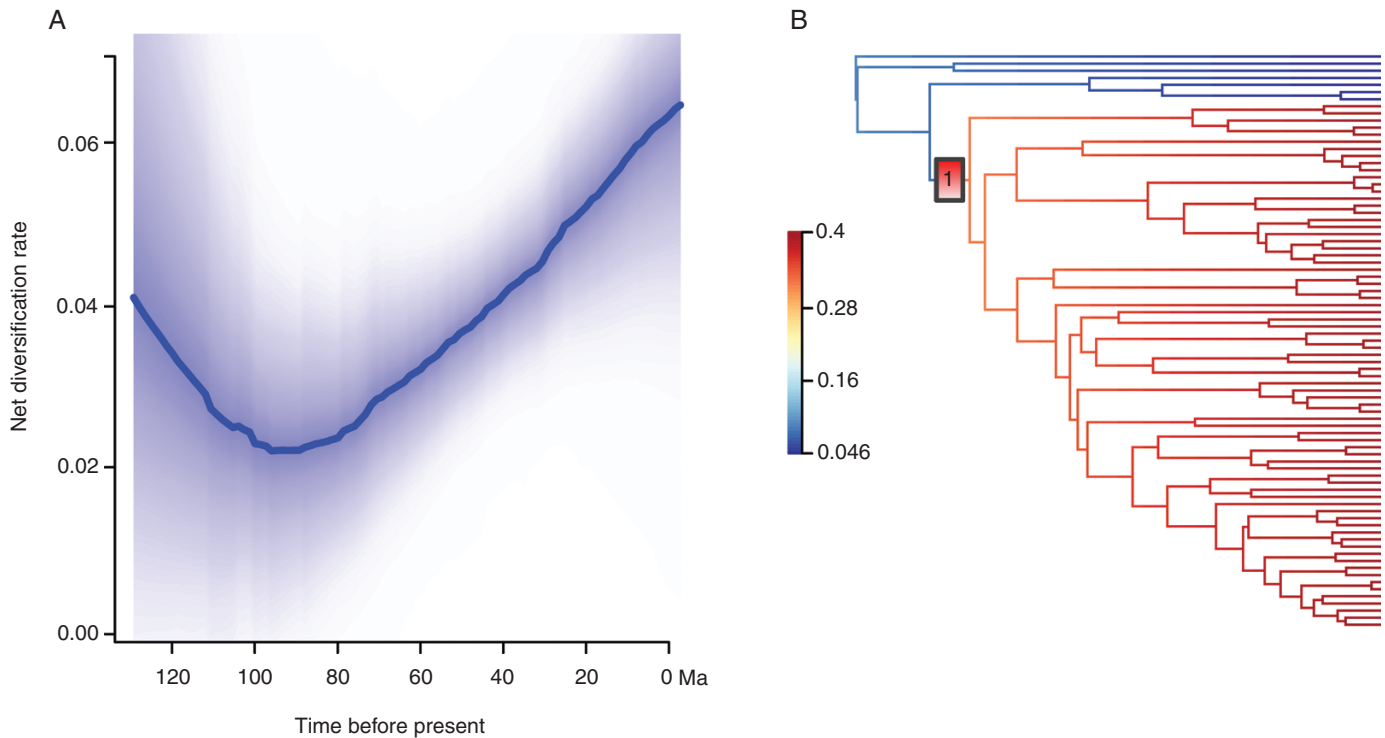 A
Net diversification rate
0.06
0.04
0.02
0.00
120 100 80 60 40 20 0 Ma
Time before present
B
1
0.4
0.28
0.16
0.046